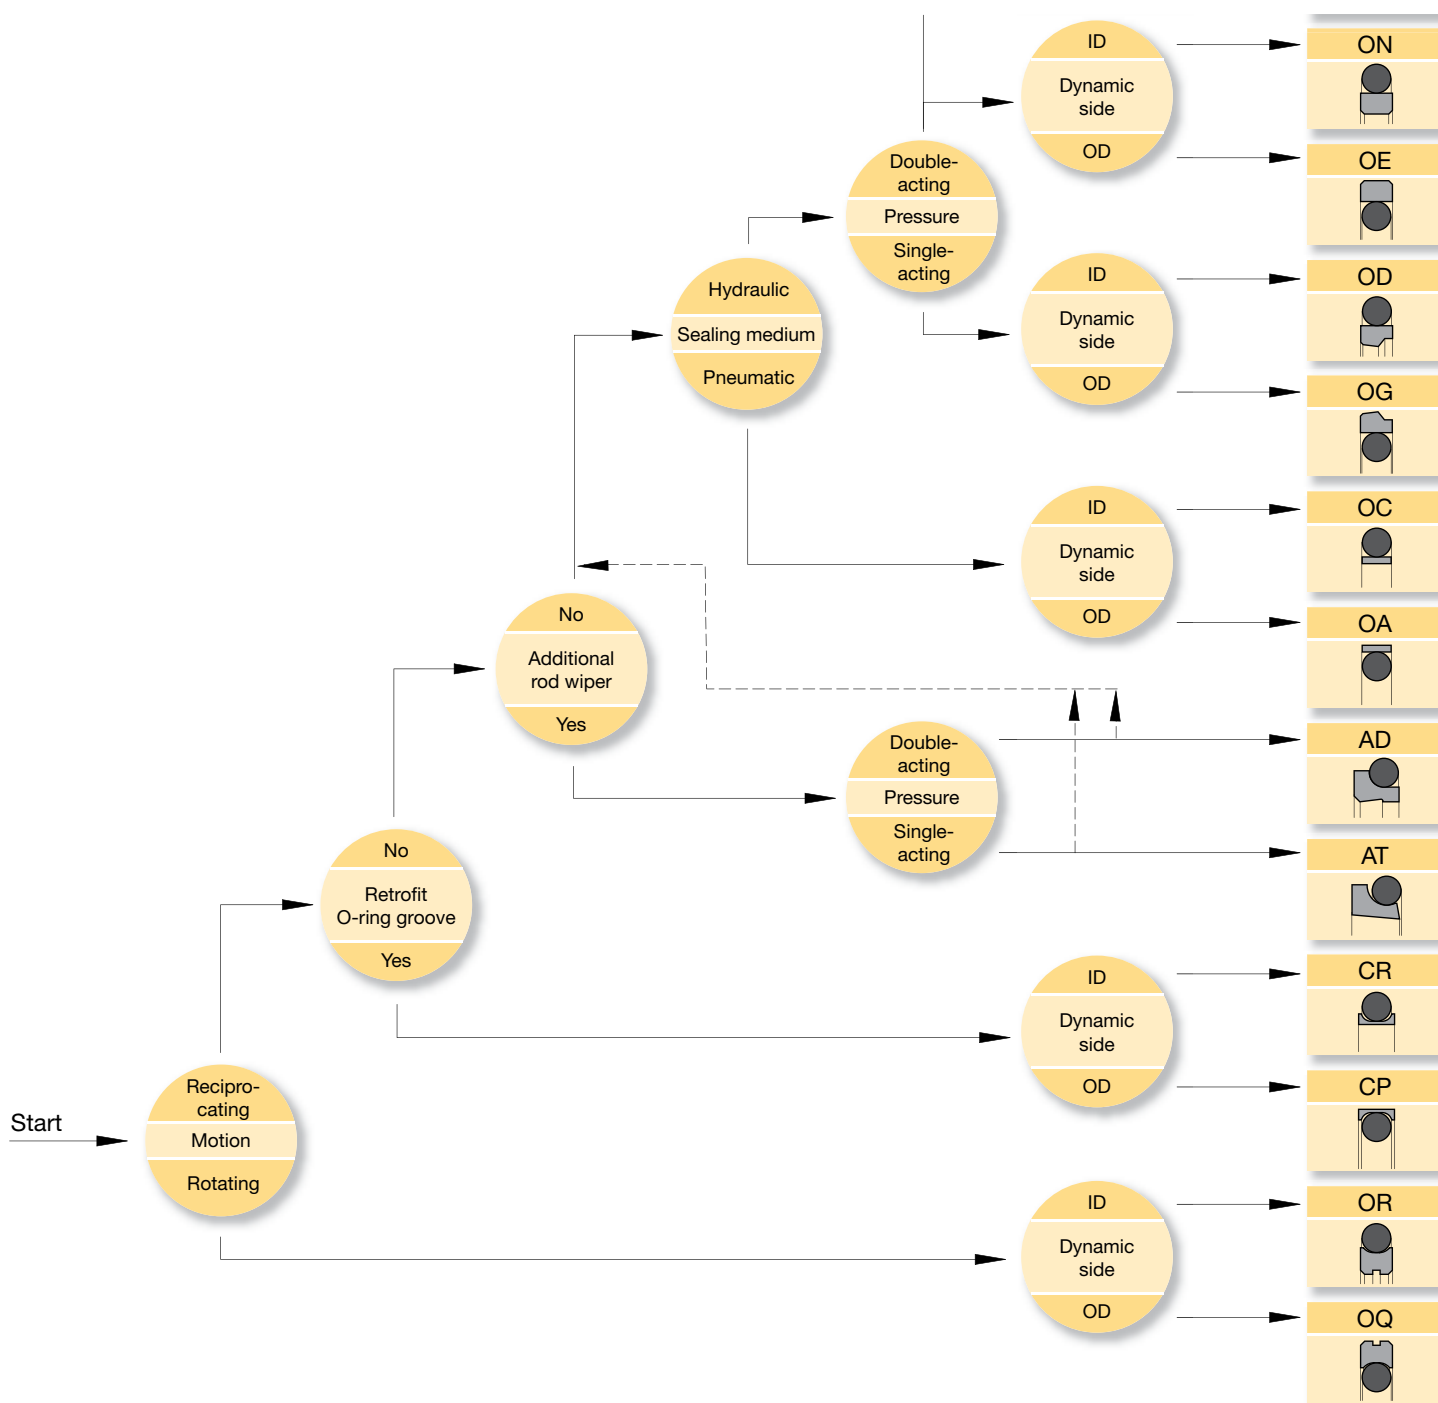 ID
Dynamic
side
OD
ON
OE
Double-
acting
Pressure
Single-
acting
ID
Dynamic
side
OD
OD
OG
Hydraulic
Sealing medium
Pneumatic
ID
Dynamic
side
OD
OC
OA
No
Additional
rod wiper
Yes
Double-
acting
Pressure
Single-
acting
AD
AT
No
Retrofit
O-ring groove
Yes
ID
Dynamic
side
OD
CR
CP
Start
Recipro-
cating
Motion
Rotating
ID
Dynamic
side
OD
OR
OQ